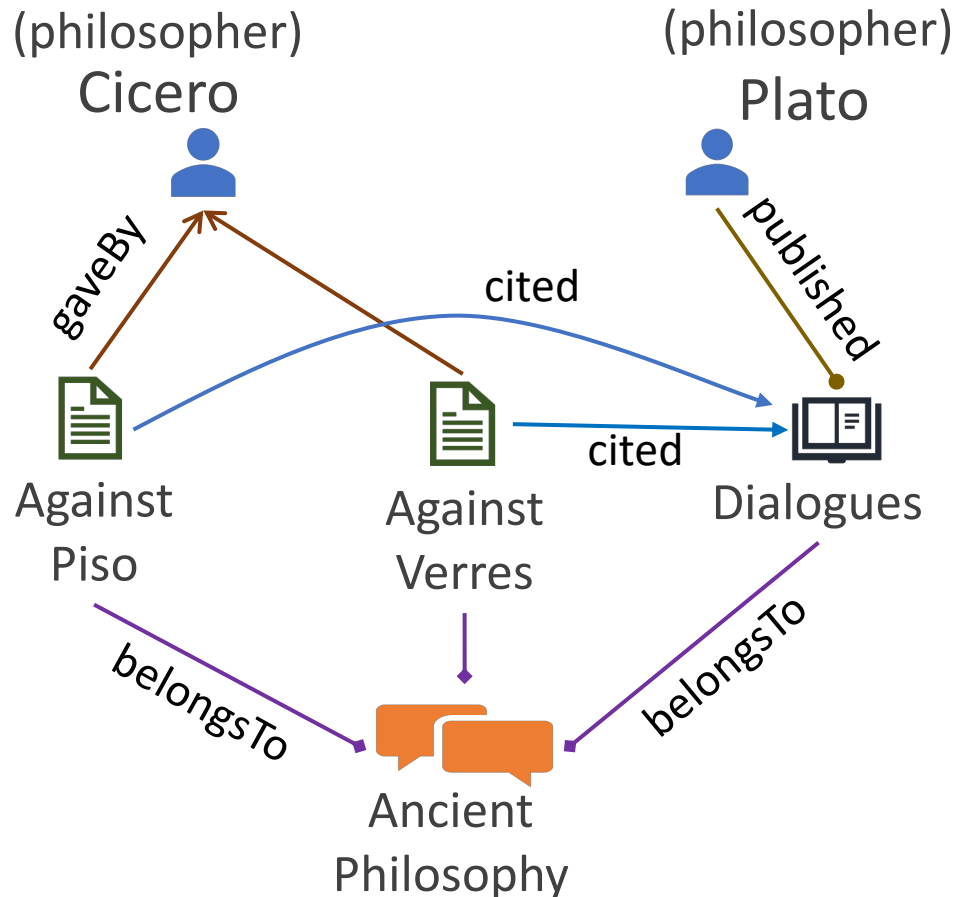 (philosopher)
Cicero
(philosopher)
Plato
gaveBy
published
cited
cited
Against
Piso
Against
Verres
Dialogues
belongsTo
belongsTo
Ancient
Philosophy